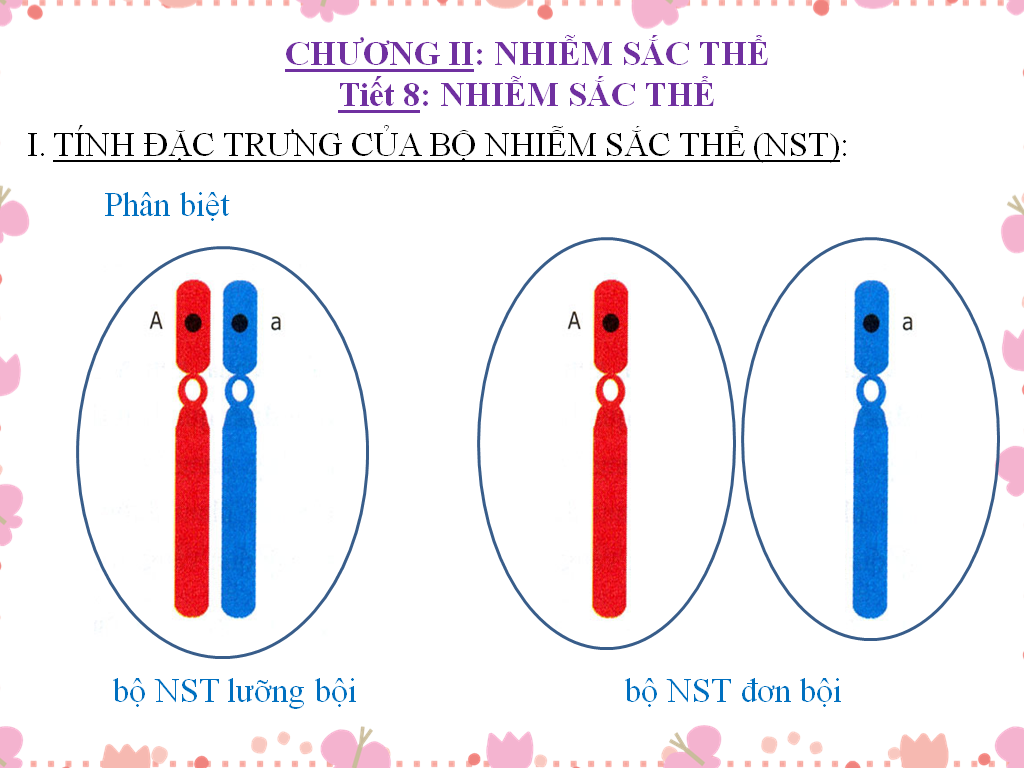 CHƯƠNG II: NHIỄM SẮC THỂ
Tiết 8: NHIỄM SẮC THỂ
I. TÍNH ĐẶC TRƯNG CỦA BỘ NHIỄM SẮC THỂ (NST):
Phân biệt
A a A a
bộ NST lưỡng bội bộ NST đơn bội